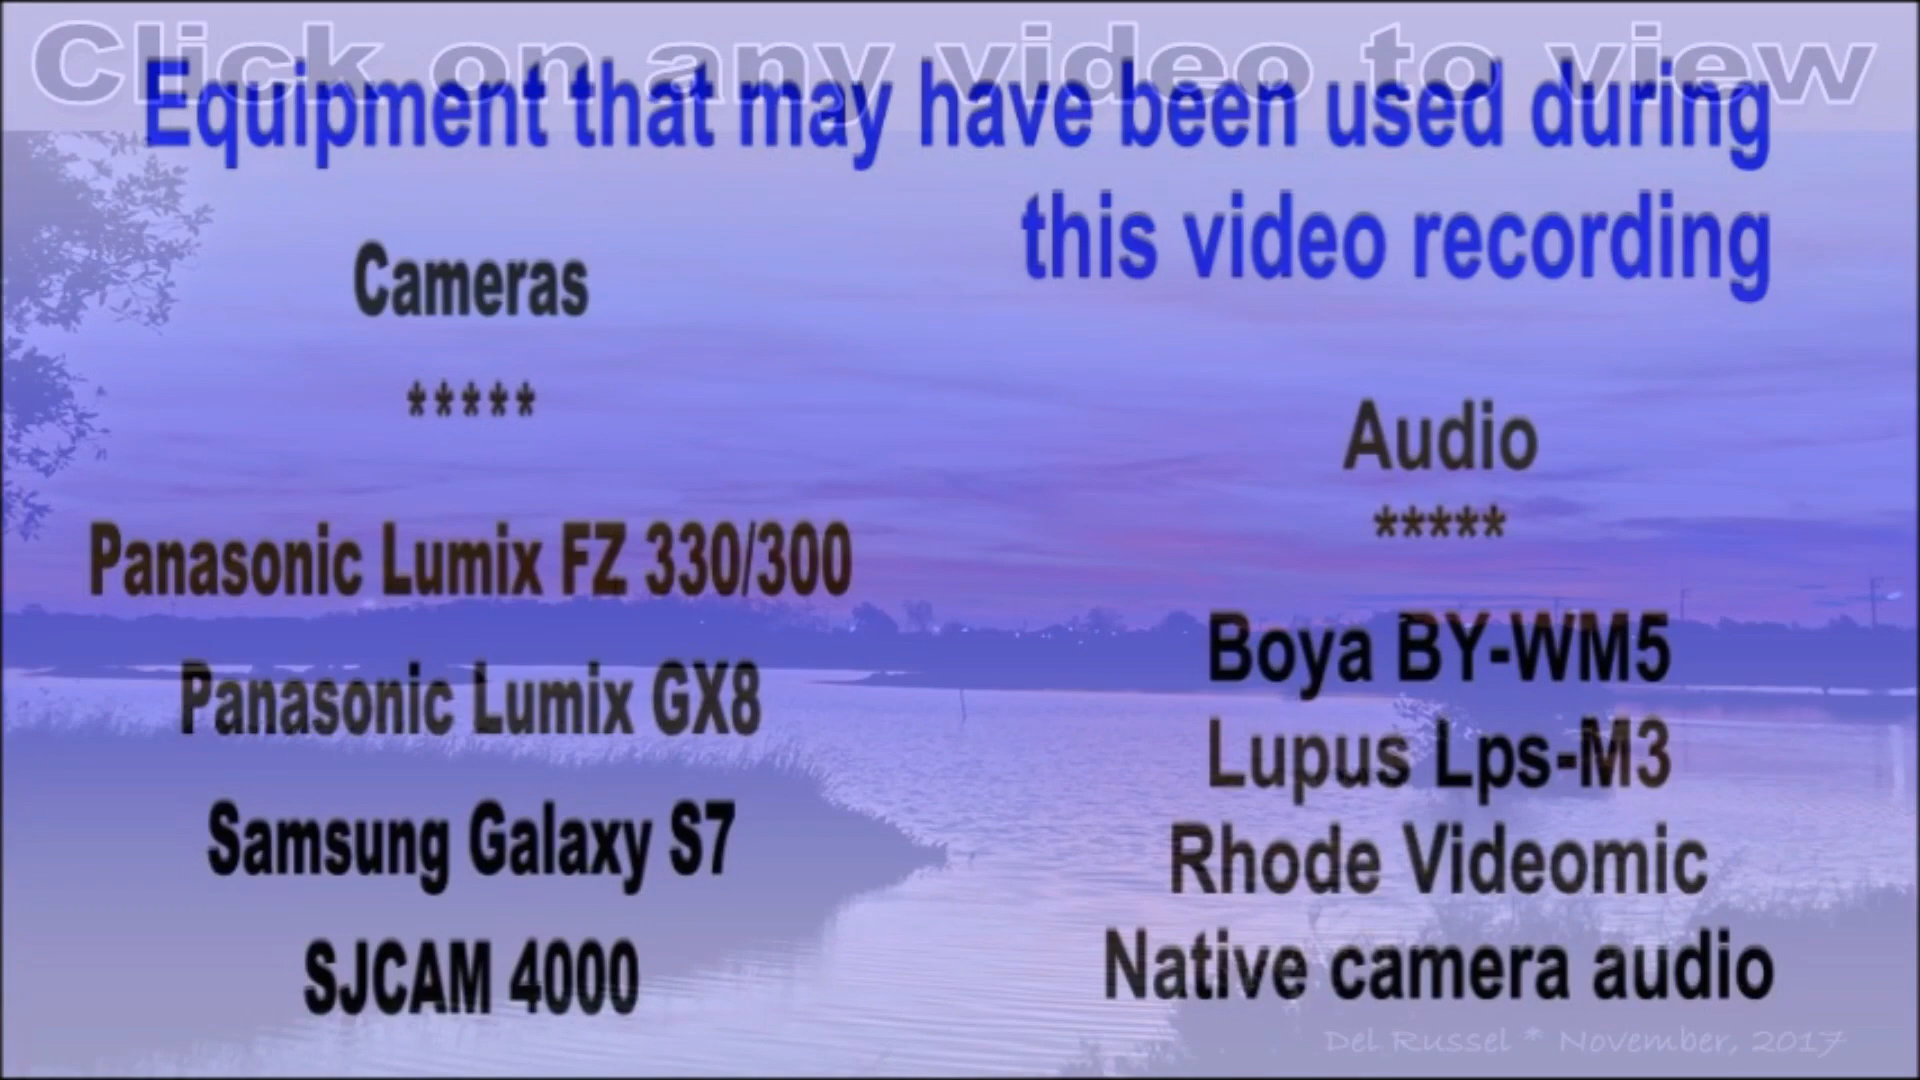 Click on any video to view
Equipment that may have been used during
this video recording
Cameras
*****
Panasonic Lumix FZ 330/300
Panasonic Lumix GX8
Samsung Galaxy S7
SJCAM 4000
Audio
*****
Boya BY-WM5
Lupus Lps-M3
Rhode Videomic
Native camera audio
Del Russel * November, 2017